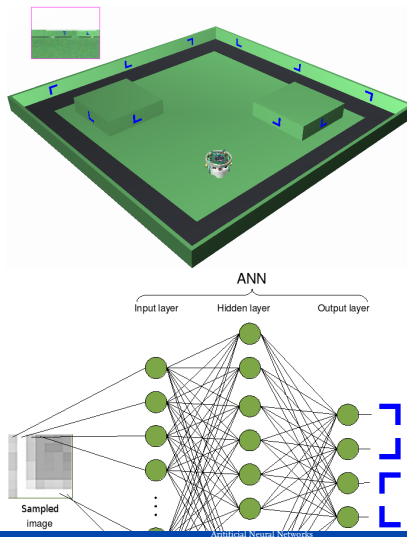 ANN
Input layer Hidden layer Output layer
Sampled
image
Artificial Neural Networks